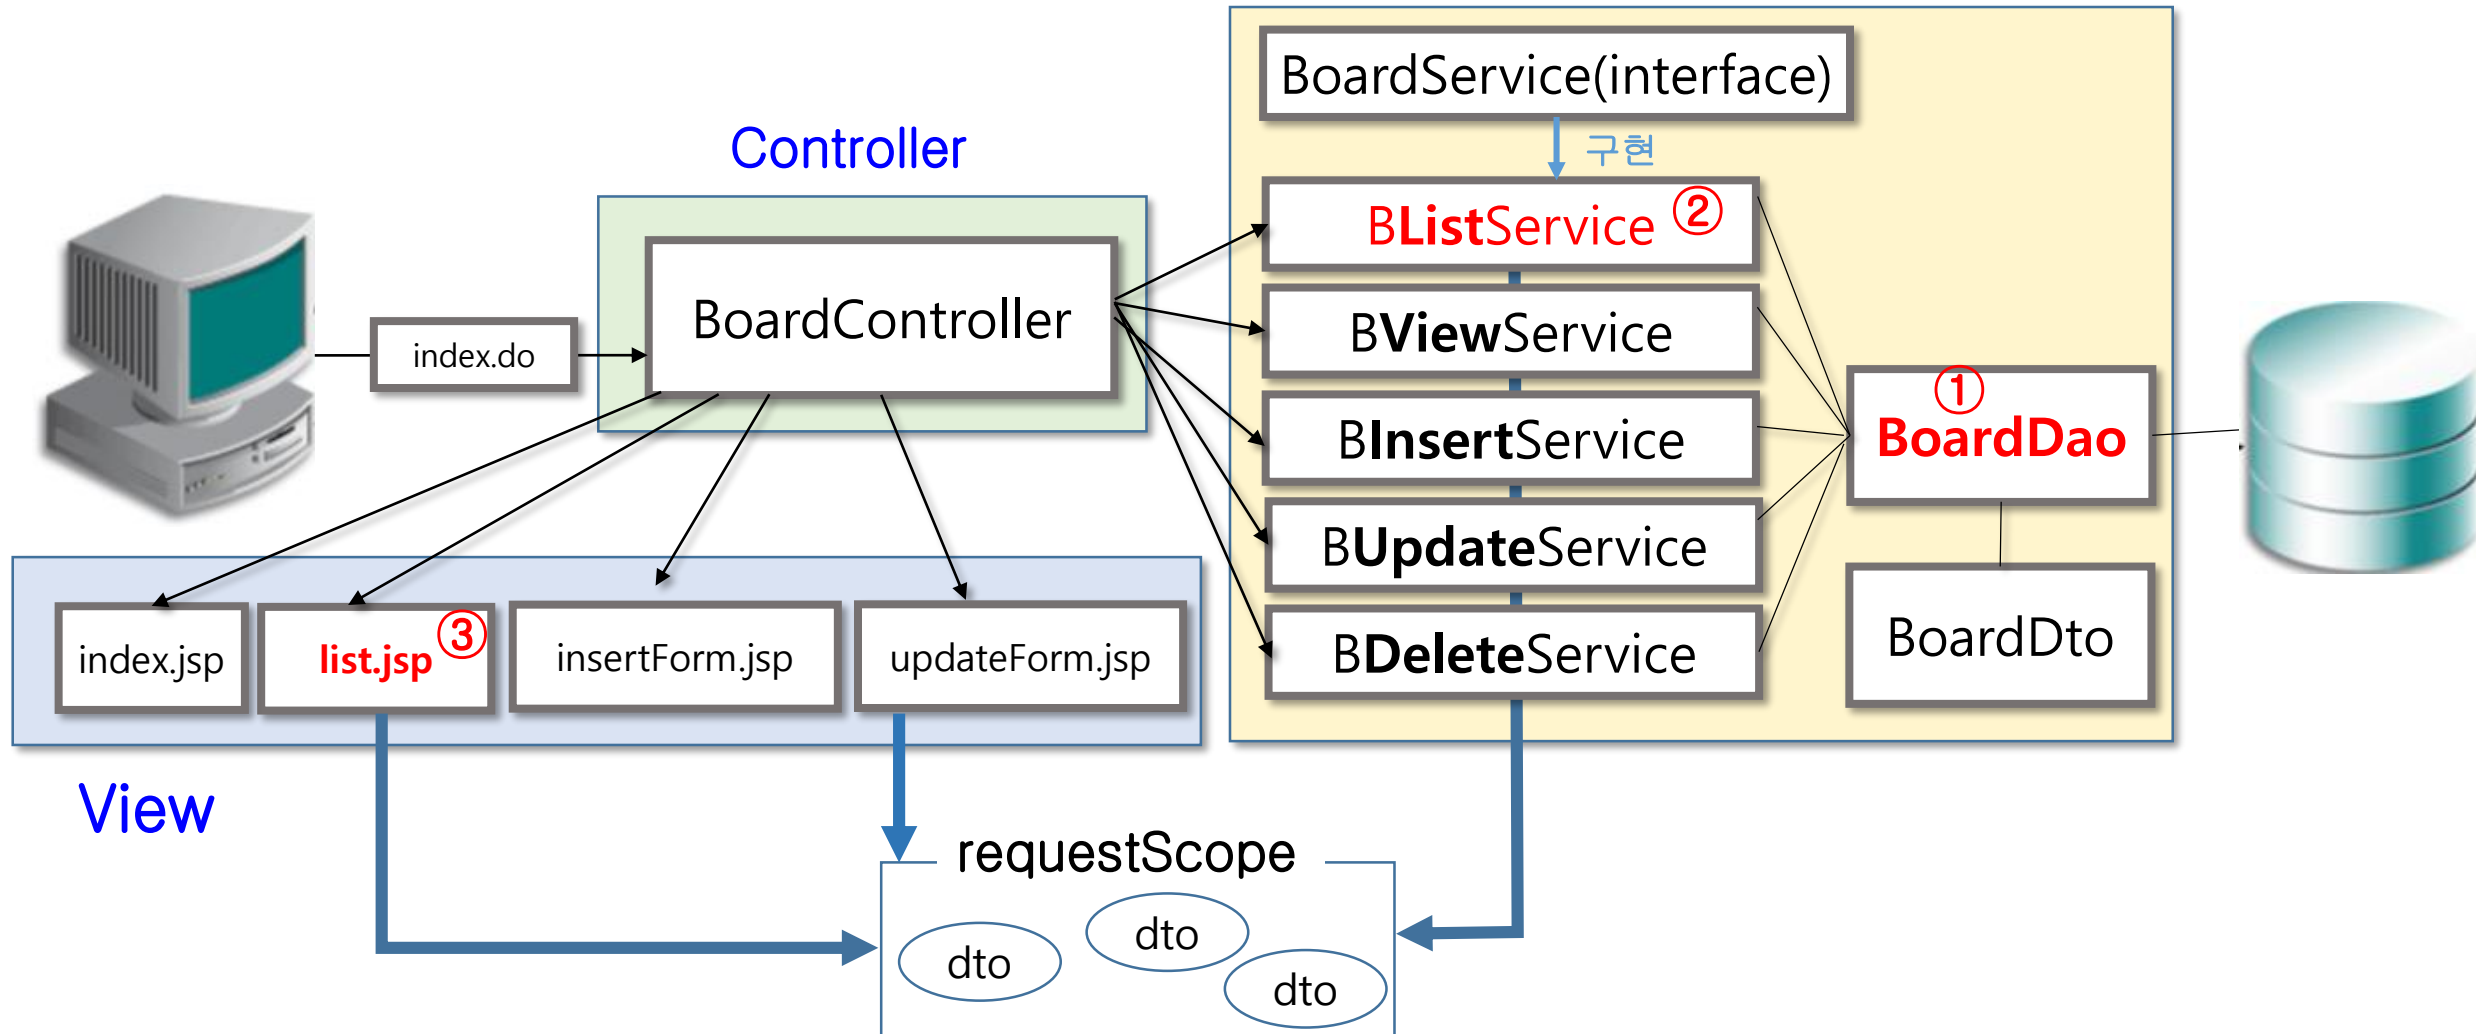 BoardService(interface)
구현
Controller
BListService ②
BoardController
index.do
BViewService
BInsertService
①
BoardDao
BUpdateService
BDeleteService
BoardDto
index.jsp
list.jsp ③
insertForm.jsp
updateForm.jsp
View
requestScope
dto
dto
dto